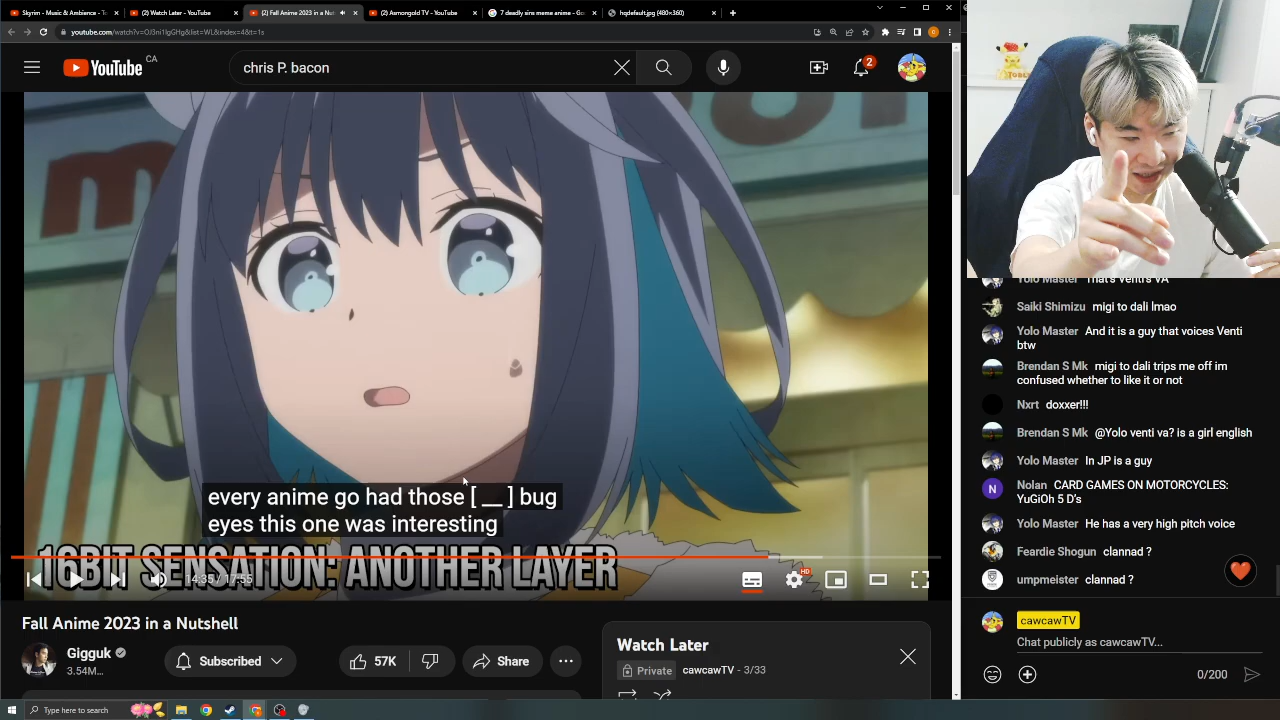 Skyrim - Music & Ambience - To
(2) Watch Later - YouTube
(2) Fall Anime 2023 in a Nut
(2) Asmongold TV - YouTube
7 deadly sins meme anime - Go
hqdefault.jpg (480×360)
youtube.com/watch?v=OJ3ni1IgGHg&list=WL&index=4&t=1s
YouTube CA
chris P. bacon
2
every anime go had those [ __ ] bug
eyes this one was interesting
16BIT SENSATION: ANOTHER LAYER
14:35 / 17:55
HD
Fall Anime 2023 in a Nutshell
Gigguk
3.54M...
Subscribed
57K
Share
Watch Later
Private
cawcawTV - 3/33
Yolo Master That's Venti's VA
Saiki Shimizu migi to dali lmao
Yolo Master And it is a guy that voices Venti
btw
Brendan S Mk migi to dali trips me off im
confused whether to like it or not
Nxrt doxxer!!!
Brendan S Mk @Yolo venti va? is a girl english
Yolo Master In JP is a guy
N
Nolan CARD GAMES ON MOTORCYCLES:
YuGiOh 5 D's
Yolo Master He has a very high pitch voice
Feardie Shogun clannad ?
umpmeister clannad ?
cawcawTV
Chat publicly as cawcawTV...
0/200
Type here to search